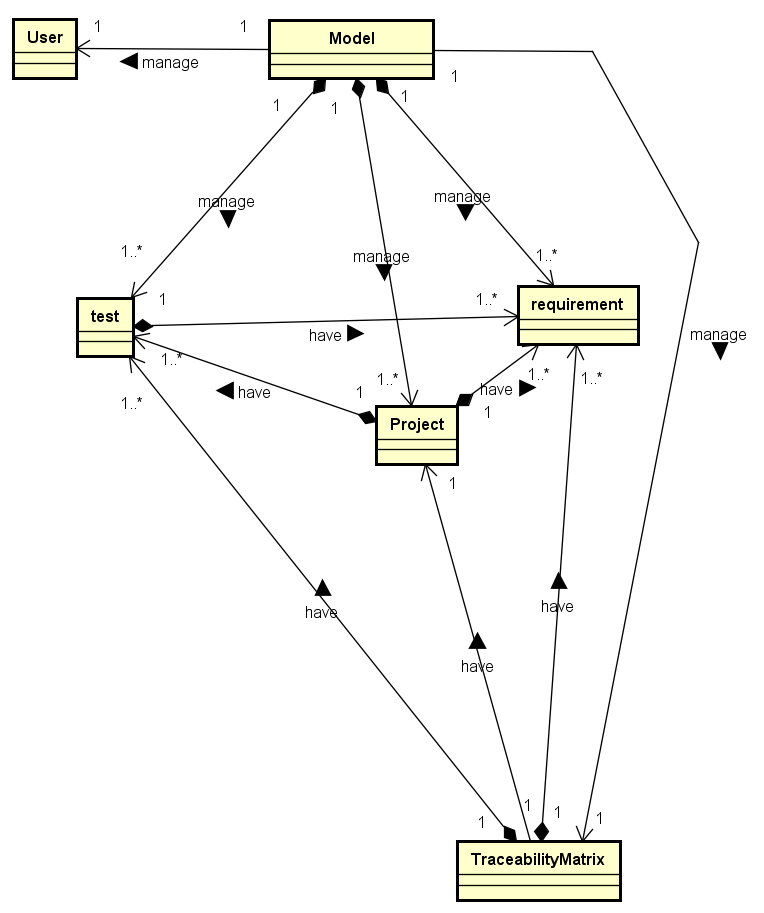 User
1
1
Model
manage
1
1
1
1
manage
manage
manage
1..*
1..*
test
1
1..*
requirement
have
manage
1..*
1..*
have
1
1..*
have
1..*
1..*
1
Project
1
have
have
have
1
1
1
1
TraceabilityMatrix